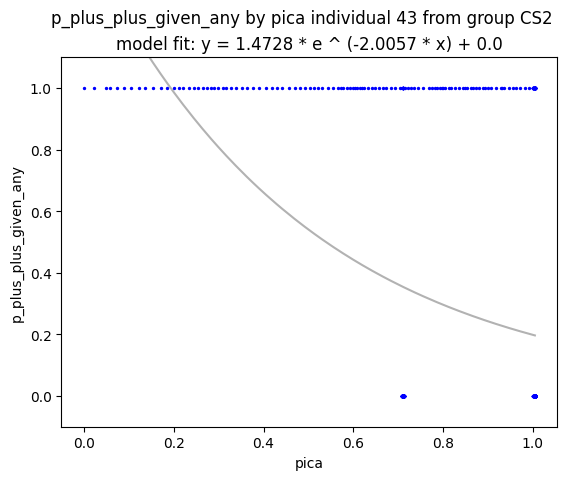 p_plus_plus_given_any by pica individual 43 from group CS2
model fit: y = 1.4728 * e ^ (-2.0057 * x) + 0.0
1.0
0.8
0.6
0.4
0.2
0.0
p_plus_plus_given_any
0.0 0.2 0.4 0.6 0.8 1.0
pica